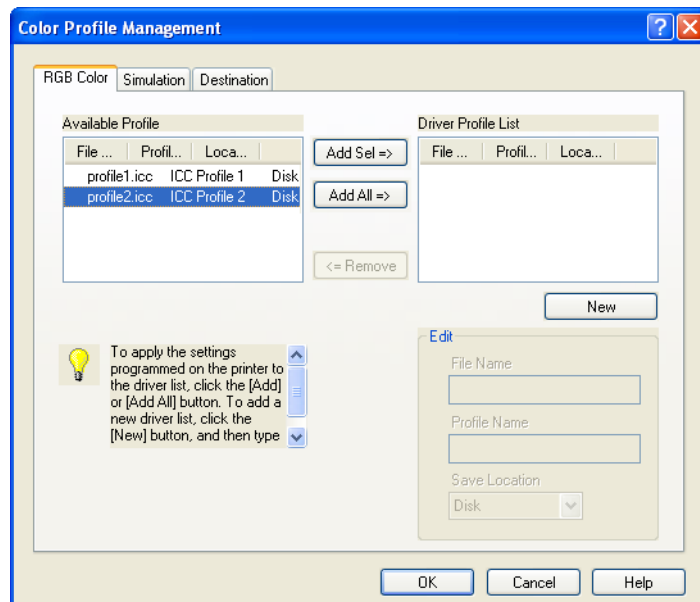 Color Profile Management
RGB Color Simulation Destination
Available Profile
Driver Profile List
File ... Profil... Loca...
Add Sel =>
File ... Profil... Loca...
profile1.icc ICC Profile 1 Disk
profile2.icc ICC Profile 2 Disk
Add All =>
<= Remove
New
To apply the settings
programmed on the printer to
the driver list, click the [Add]
or [Add All] button. To add a
new driver list, click the
[New] button, and then type
Edit
File Name
Profile Name
Save Location
Disk
OK Cancel Help